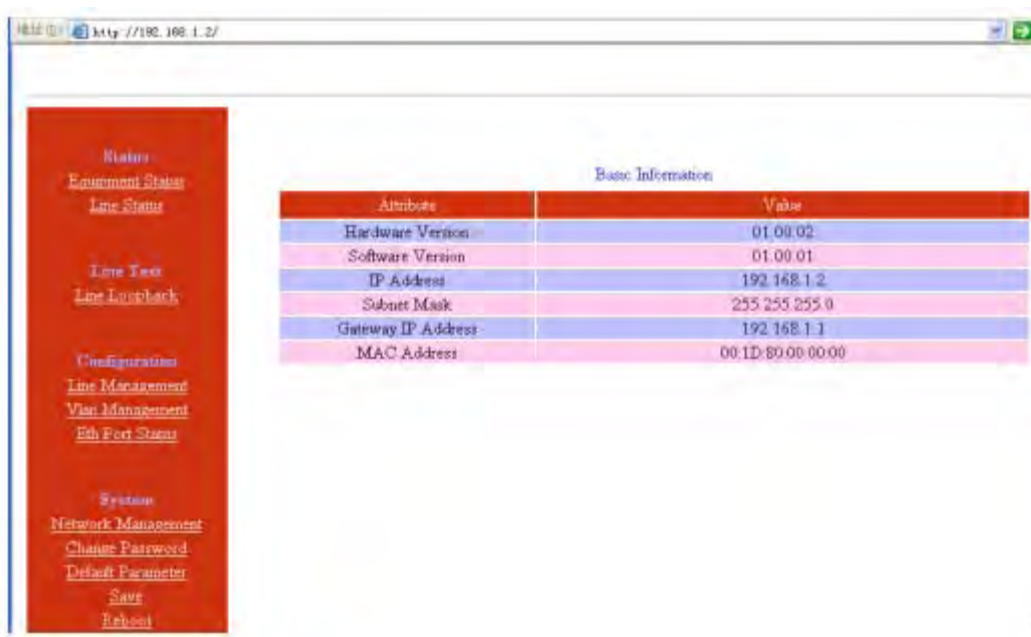 地址(D) http://192.168.1.2/
Status
Equipment Status
Line Status
Line Test
Line Loopback
Configuration
Line Management
Vlan Management
Eth Port Status
System
Network Management
Change Password
Default Parameter
Save
Reboot
Basic Information
Attribute Value
Hardware Version 01.00.02
Software Version 01.00.01
IP Address 192.168.1.2
Subnet Mask 255.255.255.0
Gateway IP Address 192.168.1.1
MAC Address 00:1D:80:00:00:00